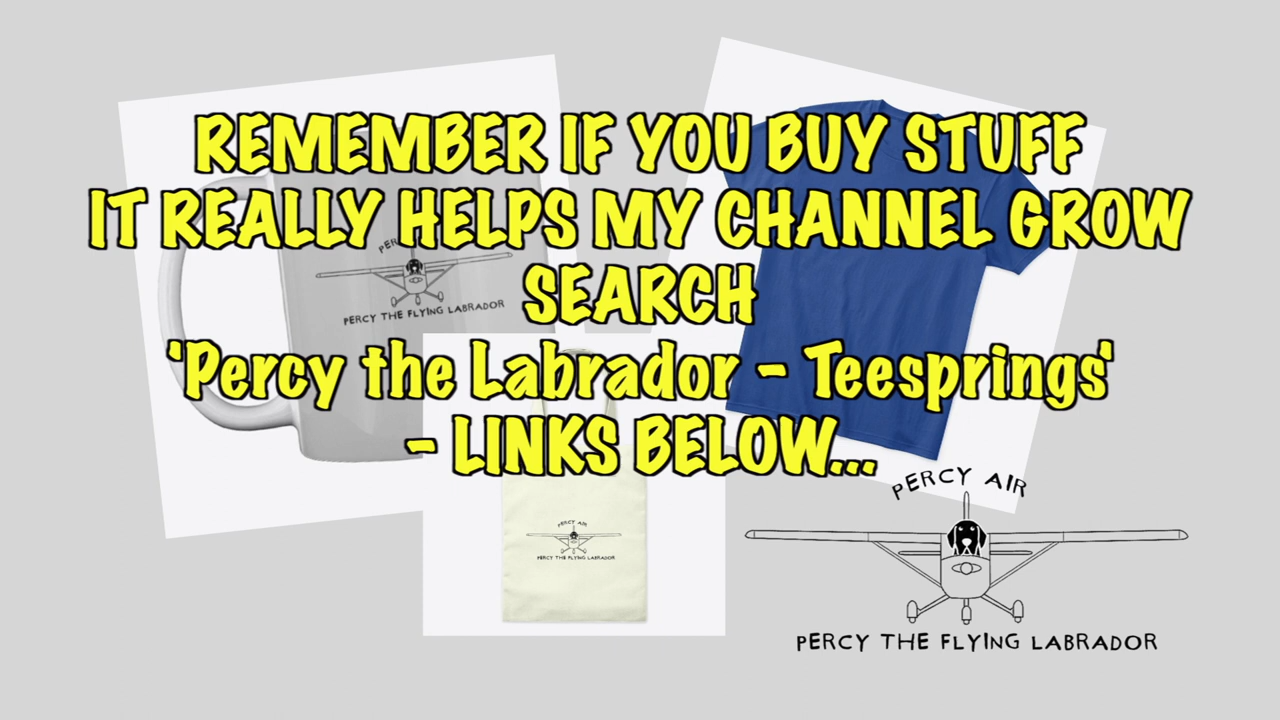 REMEMBER IF YOU BUY STUFF
IT REALLY HELPS MY CHANNEL GROW
SEARCH
'Percy the Labrador - Teesprings'
- LINKS BELOW...
PERCY THE FLYING LABRADOR
PERCY AIR
PERCY THE FLYING LABRADOR
PERCY AIR
PERCY THE FLYING LABRADOR